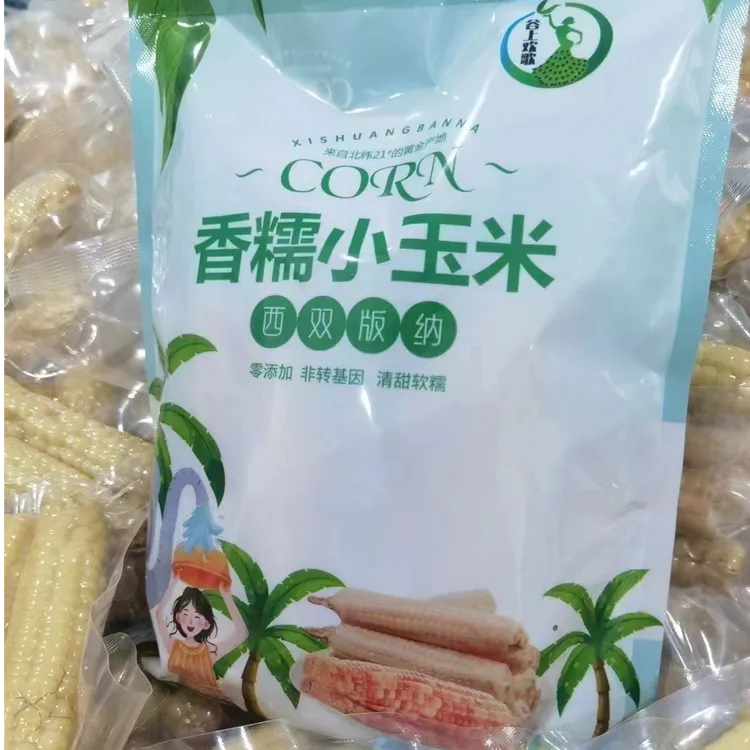 谷上欢歌
XISHUANGBANNA
来自北纬21°的黄金产地
CORN
香糯小玉米
西双版纳
零添加 非转基因 清甜软糯